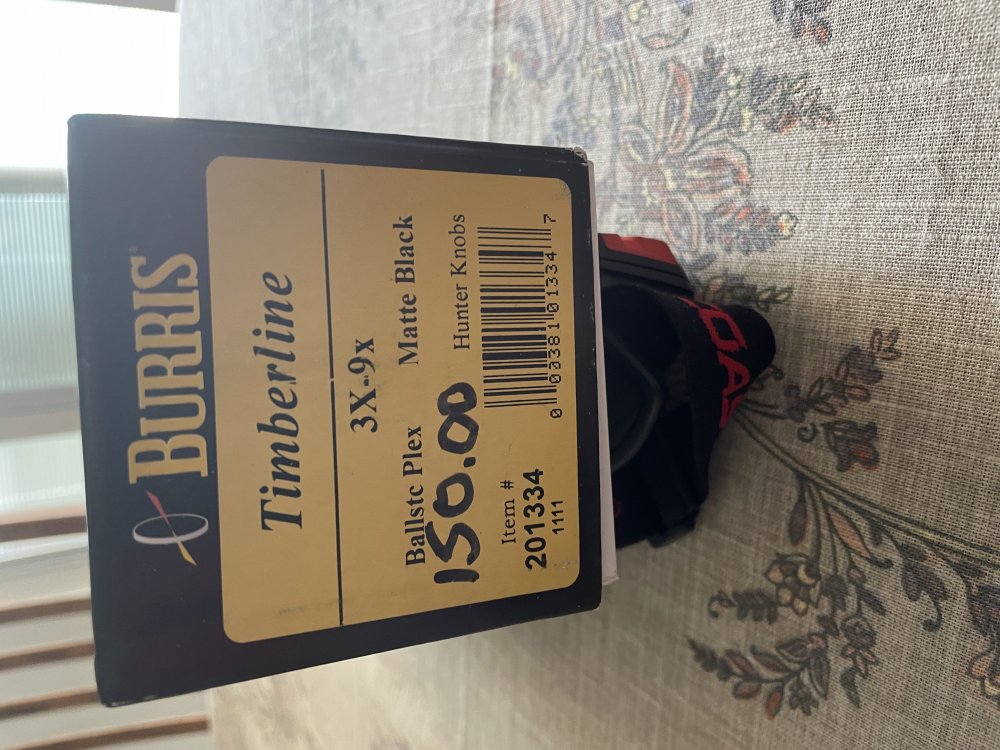 BURRIS
Timberline
3X-9x
Ballstc Plex Matte Black
150.00 Hunter Knobs
Item #
201334
1111
0 00381 01334 7